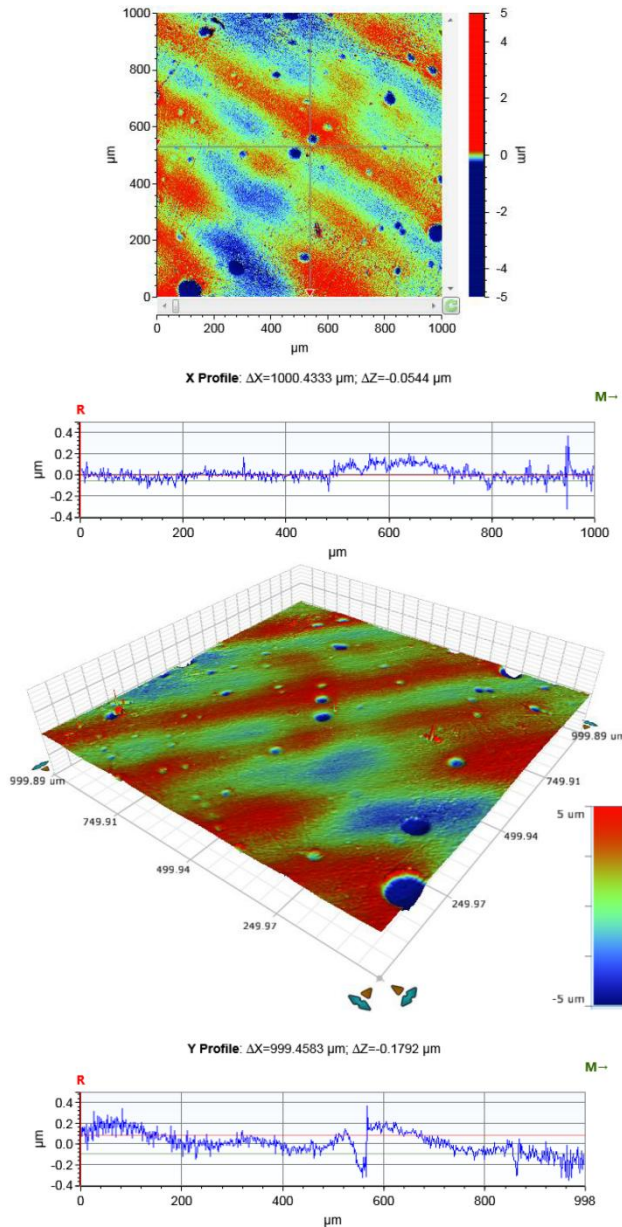 1000
800
600
400
200
0
µm
0 200 400 600 800 1000
µm
5
4
2
0
-2
-4
-5
µm
X Profile: ΔX=1000.4333 µm; ΔZ=-0.0544 µm
M→
R
0.4
0.2
0.0
-0.2
-0.4
µm
0 200 400 600 800 1000
µm
999.89 um
749.91
499.94
249.97
999.89 um
749.91
499.94
249.97
5 um
-5 um
Y Profile: ΔX=999.4583 µm; ΔZ=-0.1792 µm
M→
R
0.4
0.2
0.0
-0.2
-0.4
µm
0 200 400 600 800 998
µm